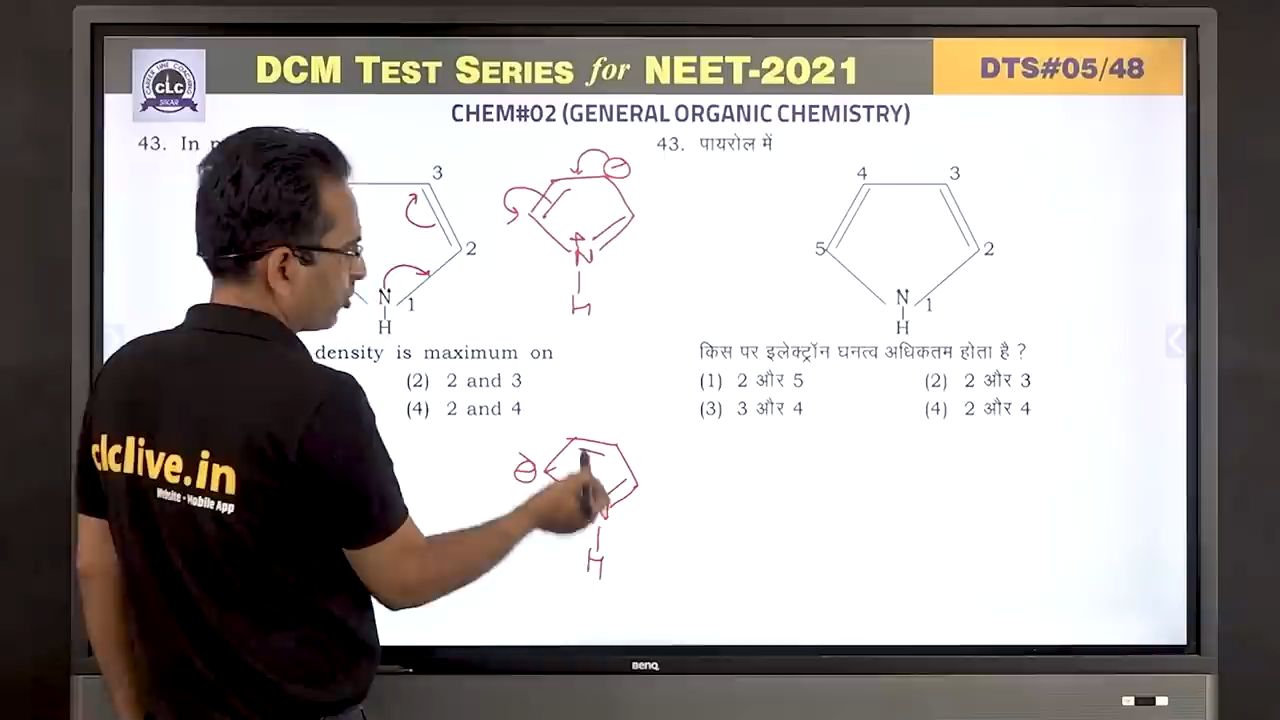 DCM TEST SERIES for NEET-2021
DTS#05/48
CLC
SIKAR
CHEM#02 (GENERAL ORGANIC CHEMISTRY)
43. In
3
2
N
1
H
density is maximum on
(2) 2 and 3
(4) 2 and 4
N
H
N
H
43. पायरोल में
4
3
5
2
N
1
H
किस पर इलेक्ट्रॉन घनत्व अधिकतम होता है ?
(1) 2 और 5
(2) 2 और 3
(3) 3 और 4
(4) 2 और 4
clclive.in
Website • Mobile App
BenQ